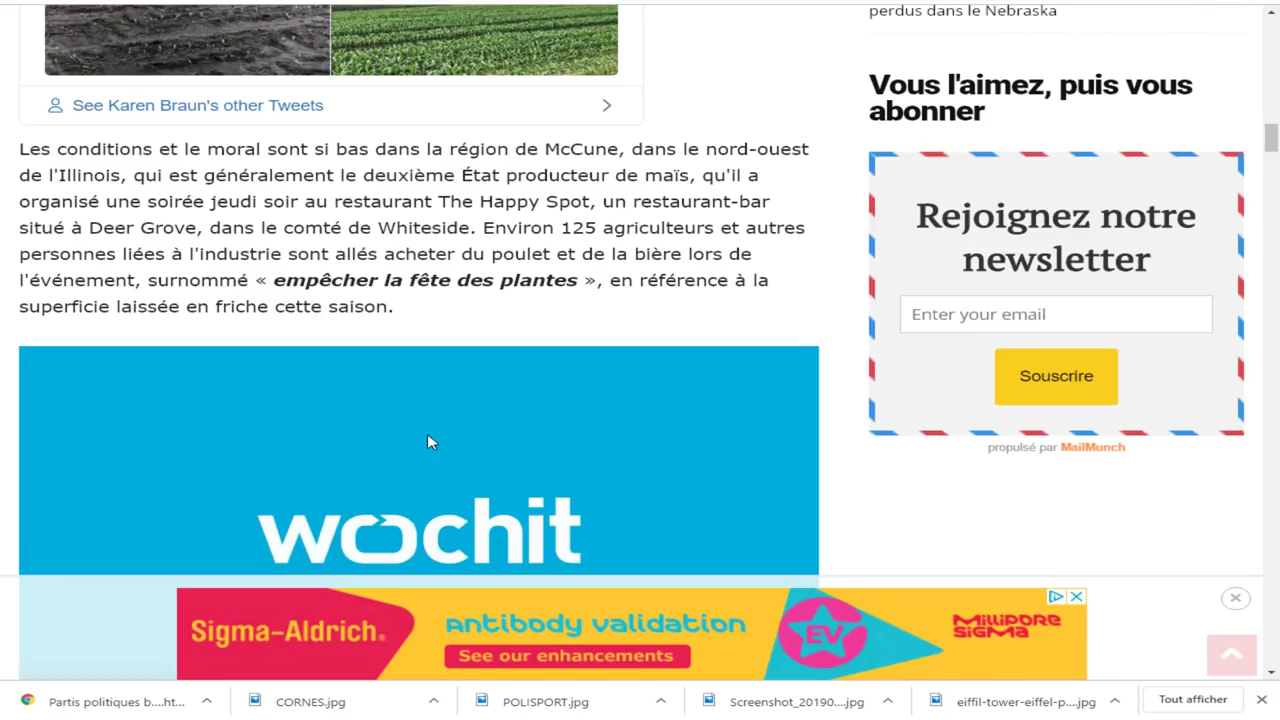 perdus dans le Nebraska
Vous l'aimez, puis vous
abonner
See Karen Braun's other Tweets
Les conditions et le moral sont si bas dans la région de McCune, dans le nord-ouest
de l'Illinois, qui est généralement le deuxième État producteur de maïs, qu'il a
organisé une soirée jeudi soir au restaurant The Happy Spot, un restaurant-bar
situé à Deer Grove, dans le comté de Whiteside. Environ 125 agriculteurs et autres
personnes liées à l'industrie sont allés acheter du poulet et de la bière lors de
l'événement, surnommé « empêcher la fête des plantes », en référence à la
superficie laissée en friche cette saison.
Rejoignez notre
newsletter
Enter your email
Souscrire
propulsé par MailMunch
wochit
Sigma-Aldrich®
Antibody validation
See our enhancements
EV
Millipore
Sigma
Partis politiques b....ht...
CORNES.jpg
POLISPORT.jpg
Screenshot_20190....jpg
eiffil-tower-eiffel-p....jpg
Tout afficher